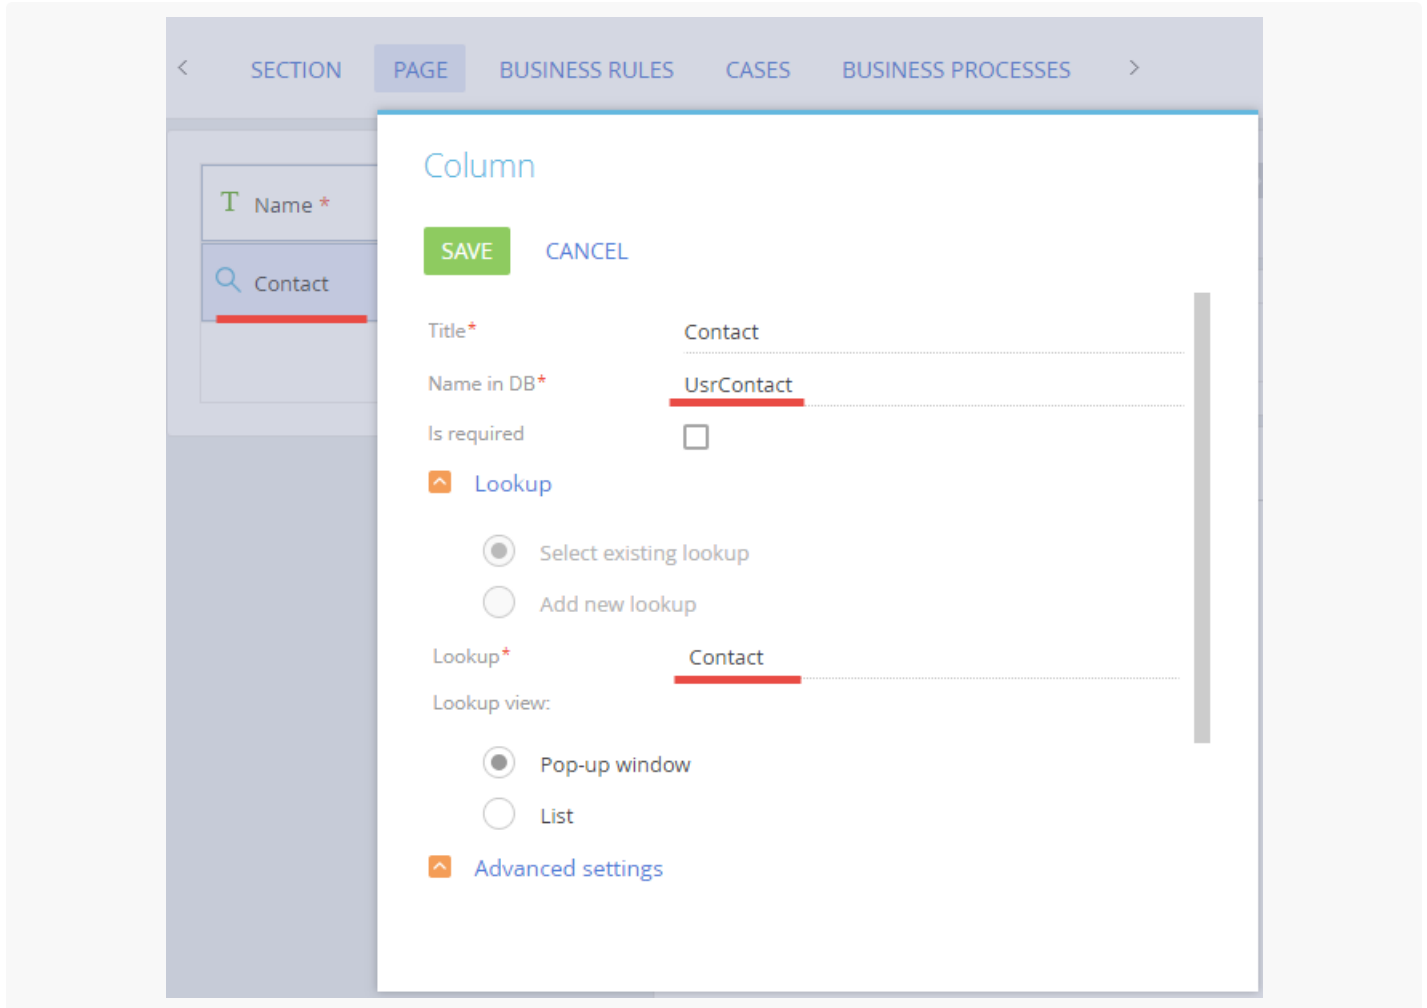 SECTION PAGE BUSINESS RULES CASES BUSINESS PROCESSES
Column
T Name *
SAVE CANCEL
Contact
Title* Contact
Name in DB* UsrContact
Is required
Lookup
Select existing lookup
Add new lookup
Lookup* Contact
Lookup view:
Pop-up window
List
Advanced settings